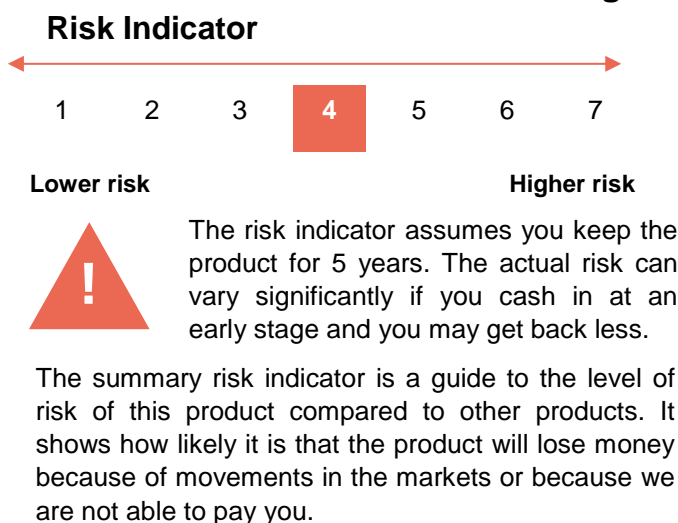 Risk Indicator
1 2 3 4 5 6 7
Lower risk Higher risk
!
The risk indicator assumes you keep the
product for 5 years. The actual risk can
vary significantly if you cash in at an
early stage and you may get back less.
The summary risk indicator is a guide to the level of
risk of this product compared to other products. It
shows how likely it is that the product will lose money
because of movements in the markets or because we
are not able to pay you.